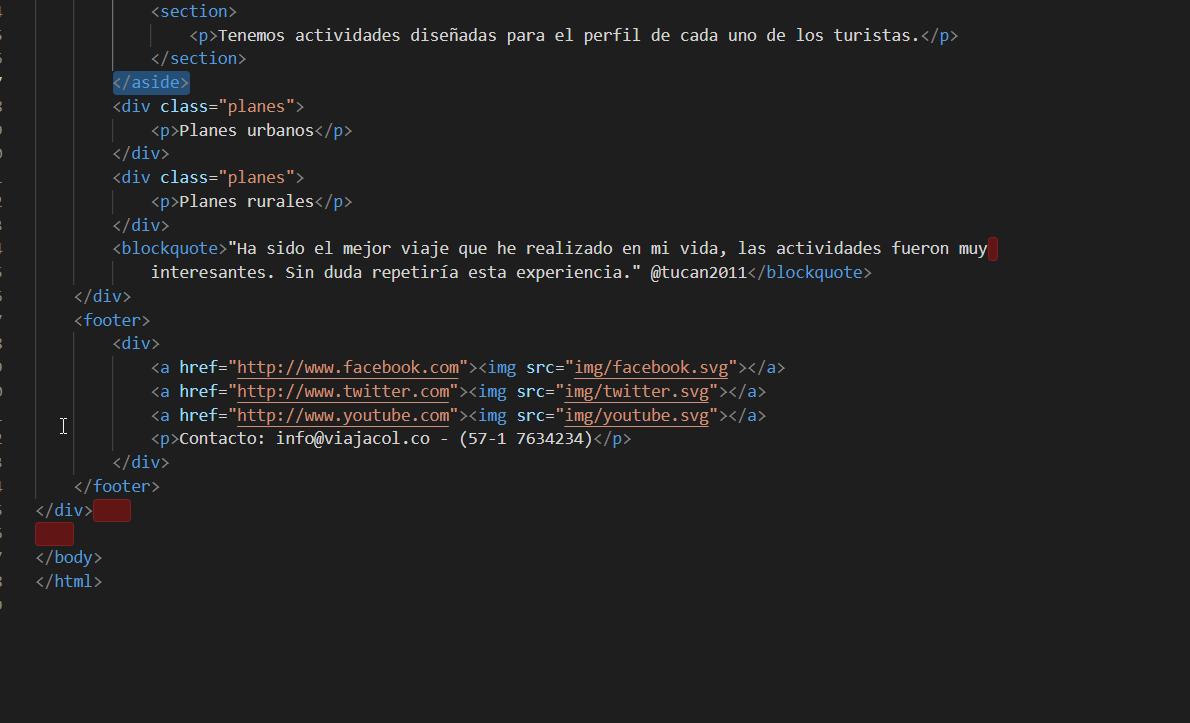 <section>
<p>Tenemos actividades diseñadas para el perfil de cada uno de los turistas.</p>
</section>
</aside>
<div class="planes">
<p>Planes urbanos</p>
</div>
<div class="planes">
<p>Planes rurales</p>
</div>
<blockquote>"Ha sido el mejor viaje que he realizado en mi vida, las actividades fueron muy
interesantes. Sin duda repetiría esta experiencia." @tucan2011</blockquote>
</div>
<footer>
<div>
<a href="http://www.facebook.com"><img src="img/facebook.svg"></a>
<a href="http://www.twitter.com"><img src="img/twitter.svg"></a>
<a href="http://www.youtube.com"><img src="img/youtube.svg"></a>
<p>Contacto: info@viajacol.co - (57-1 7634234)</p>
</div>
</footer>
</div>
</body>
</html>